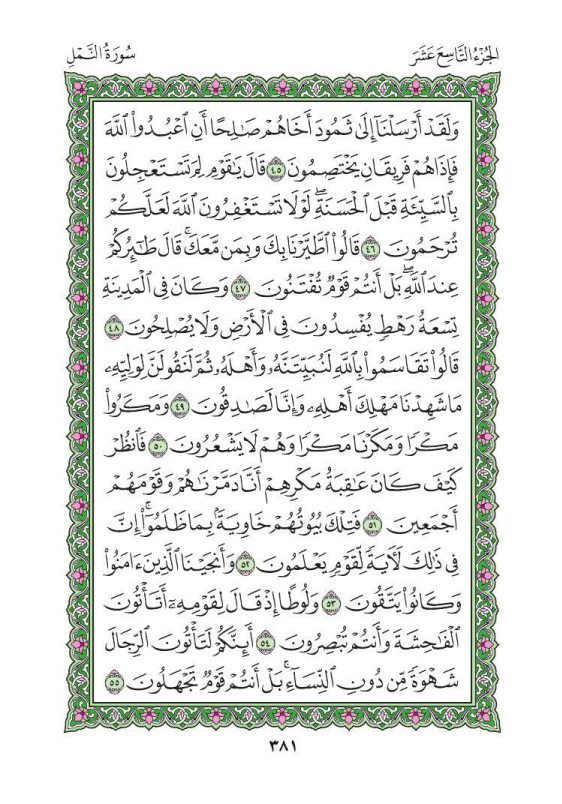 الجُزْءُ التَّاسِعَ عَشَرَ
سُورَةُ النَّمْلِ
وَلَقَدْ أَرْسَلْنَآ إِلَىٰ ثَمُودَ أَخَاهُمْ صَٰلِحًا أَنِ ٱعْبُدُوا۟ ٱللَّهَ
فَإِذَا هُمْ فَرِيقَانِ يَخْتَصِمُونَ ٤٥ قَالَ يَٰقَوْمِ لِمَ تَسْتَعْجِلُونَ
بِٱلسَّيِّئَةِ قَبْلَ ٱلْحَسَنَةِ ۖ لَوْلَا تَسْتَغْفِرُونَ ٱللَّهَ لَعَلَّكُمْ
تُرْحَمُونَ ٤٦ قَالُوا۟ ٱطَّيَّرْنَا بِكَ وَبِمَن مَّعَكَ ۚ قَالَ طَٰٓئِرُكُمْ
عِندَ ٱللَّهِ ۖ بَلْ أَنتُمْ قَوْمٌ تُفْتَنُونَ ٤٧ وَكَانَ فِى ٱلْمَدِينَةِ
تِسْعَةُ رَهْطٍ يُفْسِدُونَ فِى ٱلْأَرْضِ وَلَا يُصْلِحُونَ ٤٨
قَالُوا۟ تَقَاسَمُوا۟ بِٱللَّهِ لَنُبَيِّتَنَّهُۥ وَأَهْلَهُۥ ثُمَّ لَنَقُولَنَّ لِوَلِيِّهِۦ
مَا شَهِدْنَا مَهْلِكَ أَهْلِهِۦ وَإِنَّا لَصَٰدِقُونَ ٤٩ وَمَكَرُوا۟
مَكْرًا وَمَكَرْنَا مَكْرًا وَهُمْ لَا يَشْعُرُونَ ٥٠ فَٱنظُرْ
كَيْفَ كَانَ عَٰقِبَةُ مَكْرِهِمْ أَنَّا دَمَّرْنَٰهُمْ وَقَوْمَهُمْ
أَجْمَعِينَ ٥١ فَتِلْكَ بُيُوتُهُمْ خَاوِيَةًۢ بِمَا ظَلَمُوٓا۟ ۗ إِنَّ
فِى ذَٰلِكَ لَءَايَةً لِّقَوْمٍ يَعْلَمُونَ ٥٢ وَأَنجَيْنَا ٱلَّذِينَ ءَامَنُوا۟
وَكَانُوا۟ يَتَّقُونَ ٥٣ وَلُوطًا إِذْ قَالَ لِقَوْمِهِۦٓ أَتَأْتُونَ
ٱلْفَٰحِشَةَ وَأَنتُمْ تُبْصِرُونَ ٥٤ أَئِنَّكُمْ لَتَأْتُونَ ٱلرِّجَالَ
شَهْوَةً مِّن دُونِ ٱلنِّسَآءِ ۚ بَلْ أَنتُمْ قَوْمٌ تَجْهَلُونَ ٥٥
٣٨١